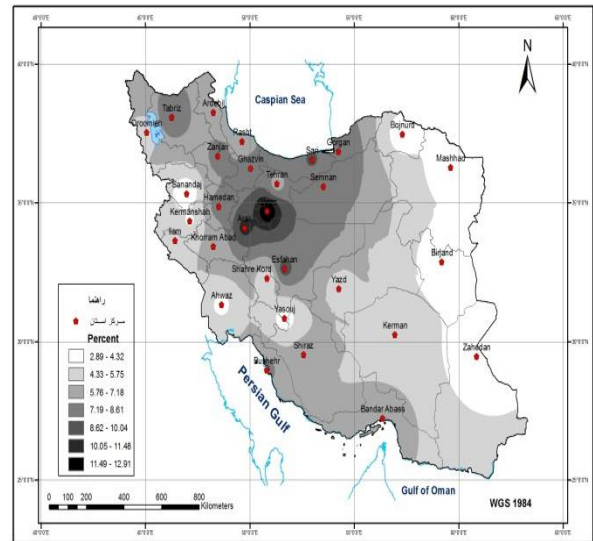 N
Caspian Sea
Tabriz
Ardebil
Oroomieh
Rasht
Zanjan
Ghazvin
Sari
Gorgan
Bojnurd
Mashhad
Tehran
Semnan
Sanandaj
Hamedan
Kermanshah
Arak
Ilam
Khorram Abad
Esfahan
Birjand
Shahre Kord
Yazd
Ahwaz
Yasouj
Kerman
Shiraz
Zahedan
Bushehr
Bandar Abass
Persian Gulf
Gulf of Oman
راهنما
مرکز استان
Percent
2.89 - 4.32
4.33 - 5.75
5.76 - 7.18
7.19 - 8.61
8.62 - 10.04
10.05 - 11.48
11.49 - 12.91
0 50 100 200 400 600 800
Kilometers
WGS 1984